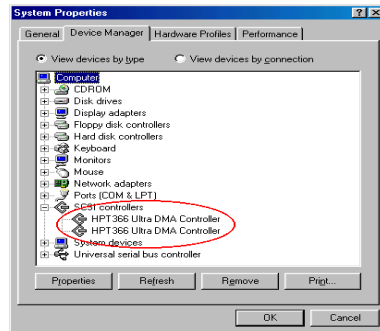 System Properties
General Device Manager Hardware Profiles Performance
View devices by type View devices by connection
Computer
CDROM
Disk drives
Display adapters
Floppy disk controllers
Hard disk controllers
Keyboard
Monitors
Mouse
Network adapters
Ports (COM & LPT)
SCSI controllers
HPT366 Ultra DMA Controller
HPT366 Ultra DMA Controller
System devices
Universal serial bus controller
Properties Refresh Remove Print...
OK Cancel